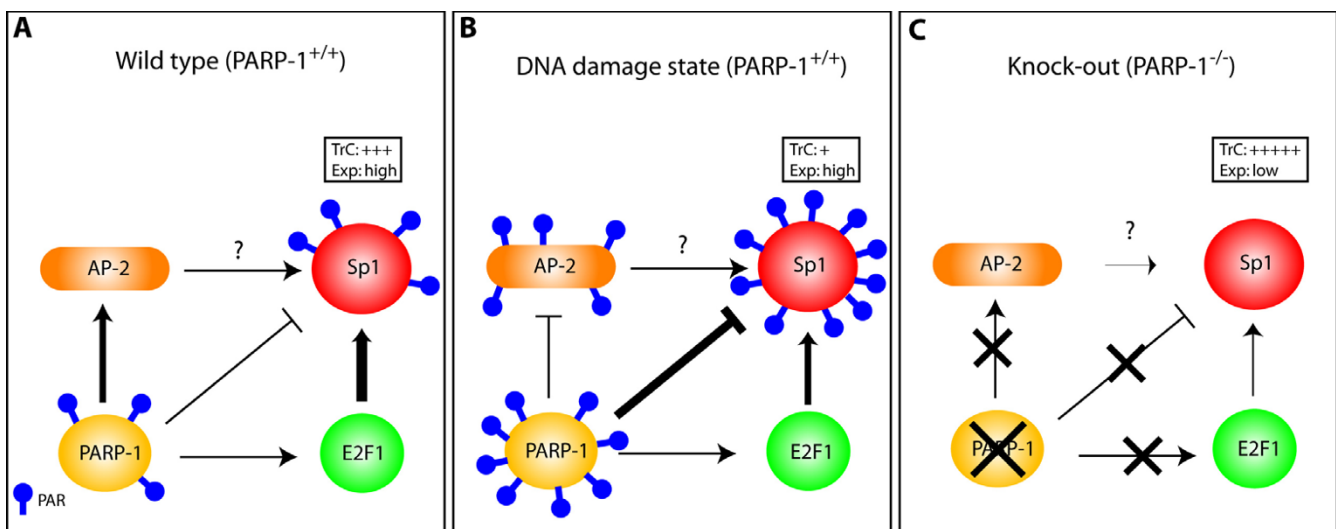 A
Wild type (PARP-1+/+)
TrC: +++
Exp: high
AP-2
?
Sp1
PARP-1
E2F1
PAR
B
DNA damage state (PARP-1+/+)
TrC: +
Exp: high
AP-2
?
Sp1
PARP-1
E2F1
C
Knock-out (PARP-1-/-)
TrC: +++++
Exp: low
AP-2
?
Sp1
PARP-1
E2F1